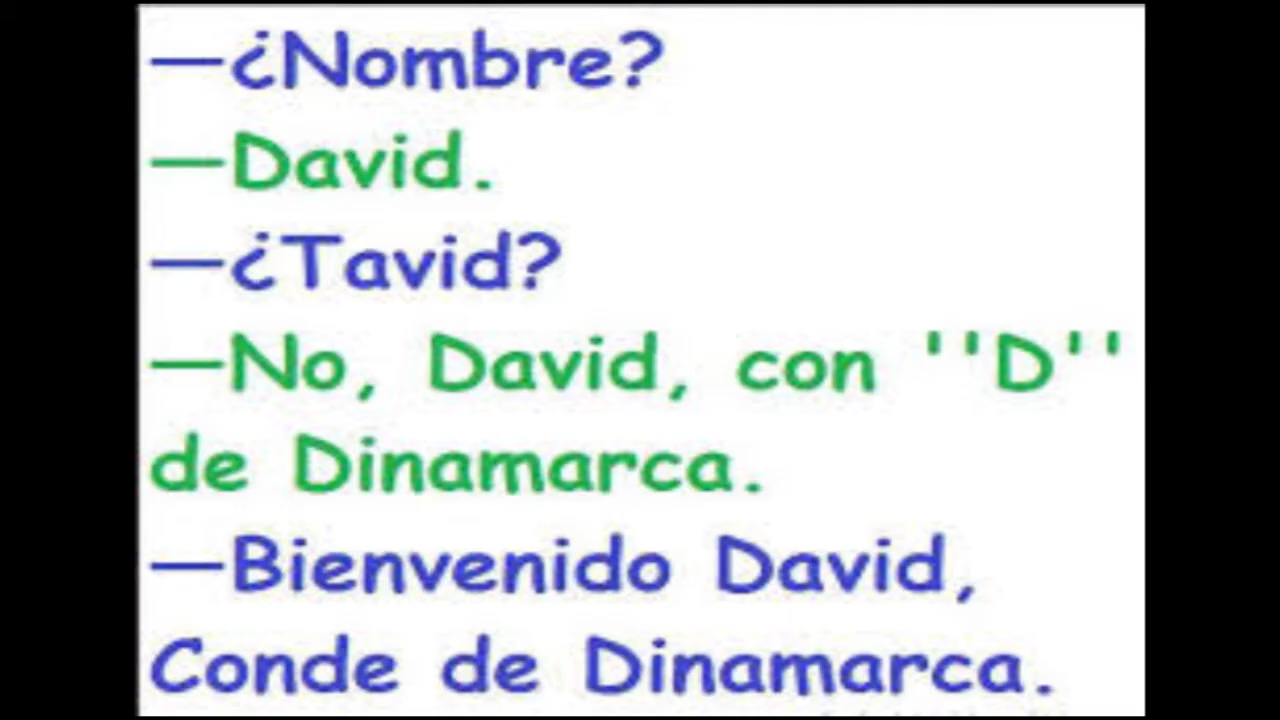 —¿Nombre?
—David.
—¿Tavid?
—No, David, con ''D''
de Dinamarca.
—Bienvenido David,
Conde de Dinamarca.